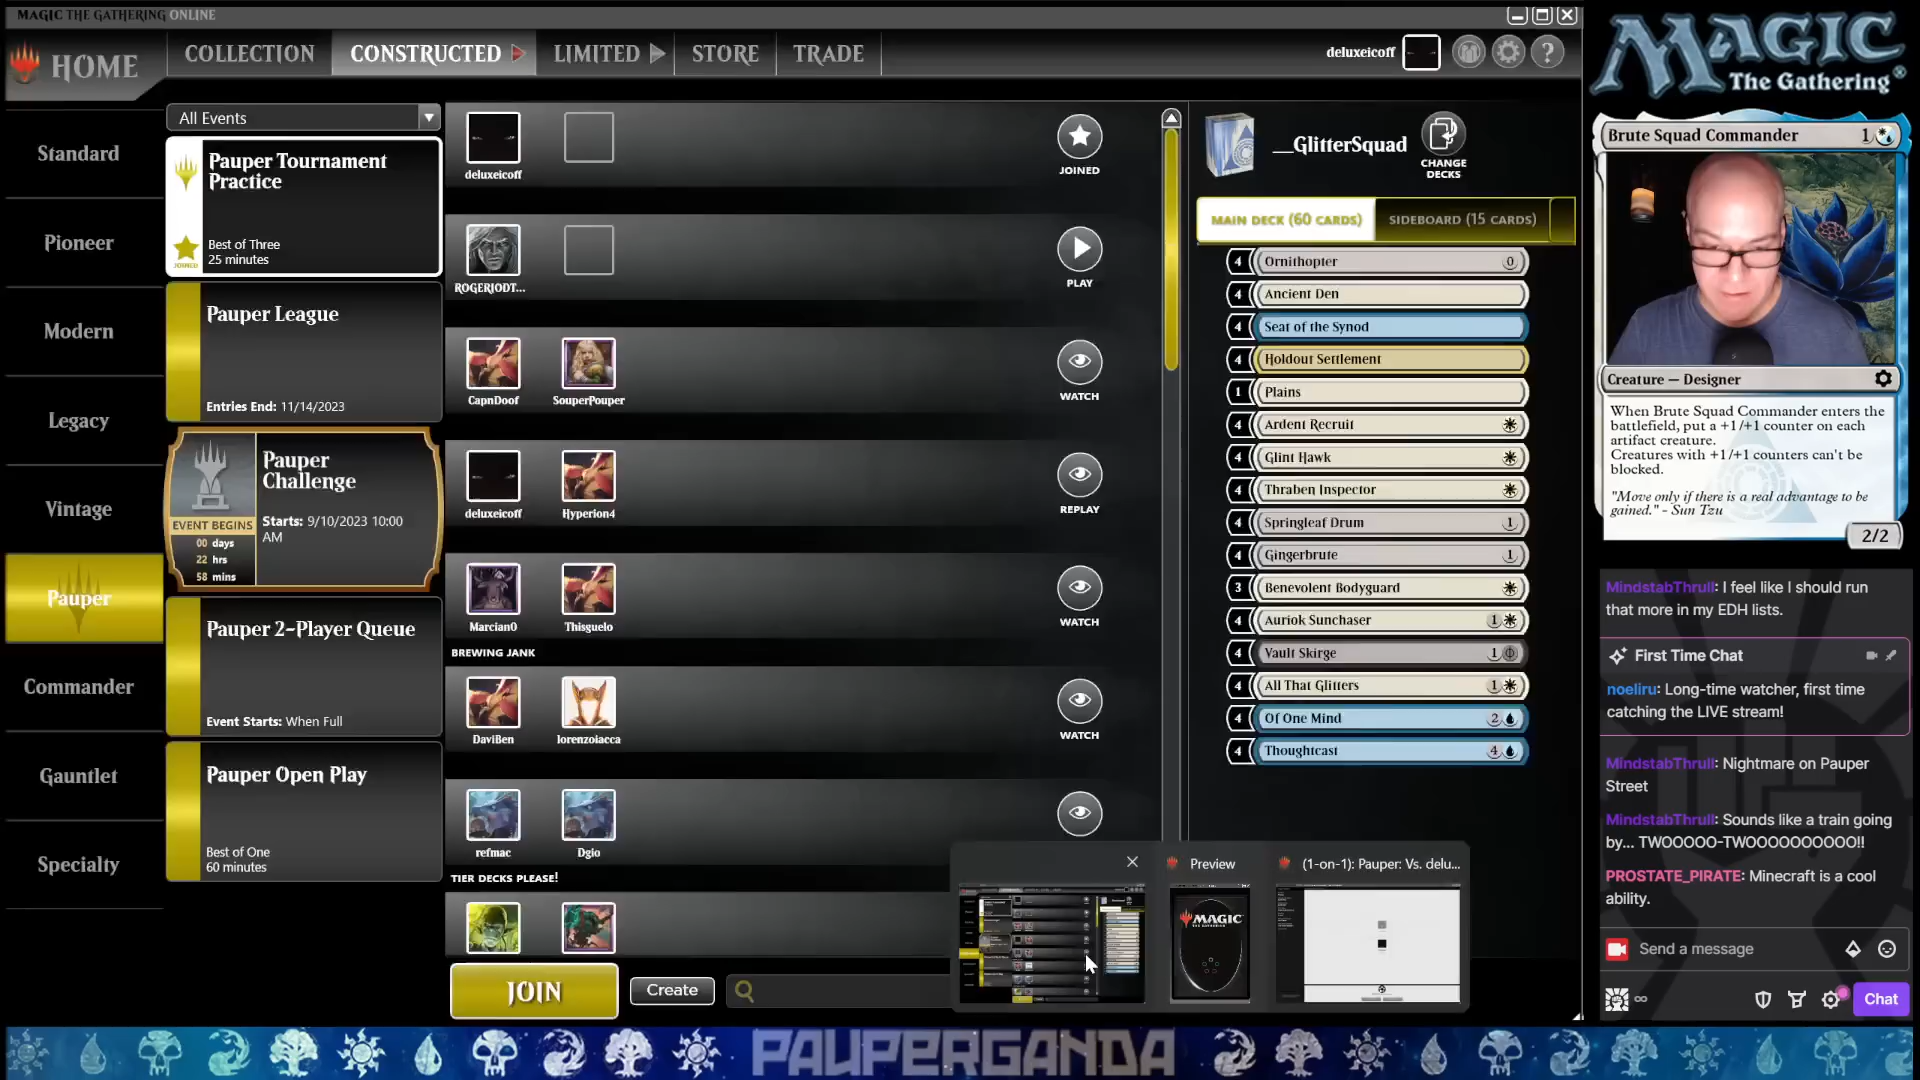 MAGIC THE GATHERING ONLINE
HOME
COLLECTION
CONSTRUCTED
LIMITED
STORE
TRADE
deluxeicoff
?
Standard
Pioneer
Modern
Legacy
Vintage
Pauper
Commander
Gauntlet
Specialty
All Events
Pauper Tournament
Practice
Best of Three
25 minutes
JOINED
Pauper League
Entries End: 11/14/2023
Pauper
Challenge
Starts: 9/10/2023 10:00
AM
EVENT BEGINS
00 days
22 hrs
58 mins
Pauper 2-Player Queue
Event Starts: When Full
Pauper Open Play
Best of One
60 minutes
deluxeicoff
JOINED
ROGERJODT...
PLAY
CapnDoof
SouperPouper
WATCH
deluxeicoff
Hyperion4
REPLAY
Marcian0
Thisguelo
WATCH
BREWING JANK
DaviBen
lorenzoiacca
WATCH
refmac
Dgio
TIER DECKS PLEASE!
JOIN
Create
__GlitterSquad
CHANGE
DECKS
MAIN DECK (60 CARDS)
SIDEBOARD (15 CARDS)
4 Ornithopter 0
4 Ancient Den
4 Seat of the Synod
4 Holdout Settlement
1 Plains
4 Ardent Recruit
4 Glint Hawk
4 Thraben Inspector
4 Springleaf Drum 1
4 Gingerbrute 1
3 Benevolent Bodyguard
4 Auriok Sunchaser 1
4 Vault Skirge 1
4 All That Glitters 1
4 Of One Mind 2
4 Thoughtcast 4
Preview
(1-on-1): Pauper: Vs. delu...
MAGIC
MAGIC
The Gathering®
Brute Squad Commander 1
Creature — Designer
When Brute Squad Commander enters the
battlefield, put a +1/+1 counter on each
artifact creature.
Creatures with +1/+1 counters can't be
blocked.
"Move only if there is a real advantage to be
gained." - Sun Tzu
2/2
MindstabThrull: I feel like I should run
that more in my EDH lists.
First Time Chat
noeliru: Long-time watcher, first time
catching the LIVE stream!
MindstabThrull: Nightmare on Pauper
Street
MindstabThrull: Sounds like a train going
by... TWOOOOO-TWOOOOOOOOOO!!
PROSTATE_PIRATE: Minecraft is a cool
ability.
Send a message
Chat
PAUPERGANDA